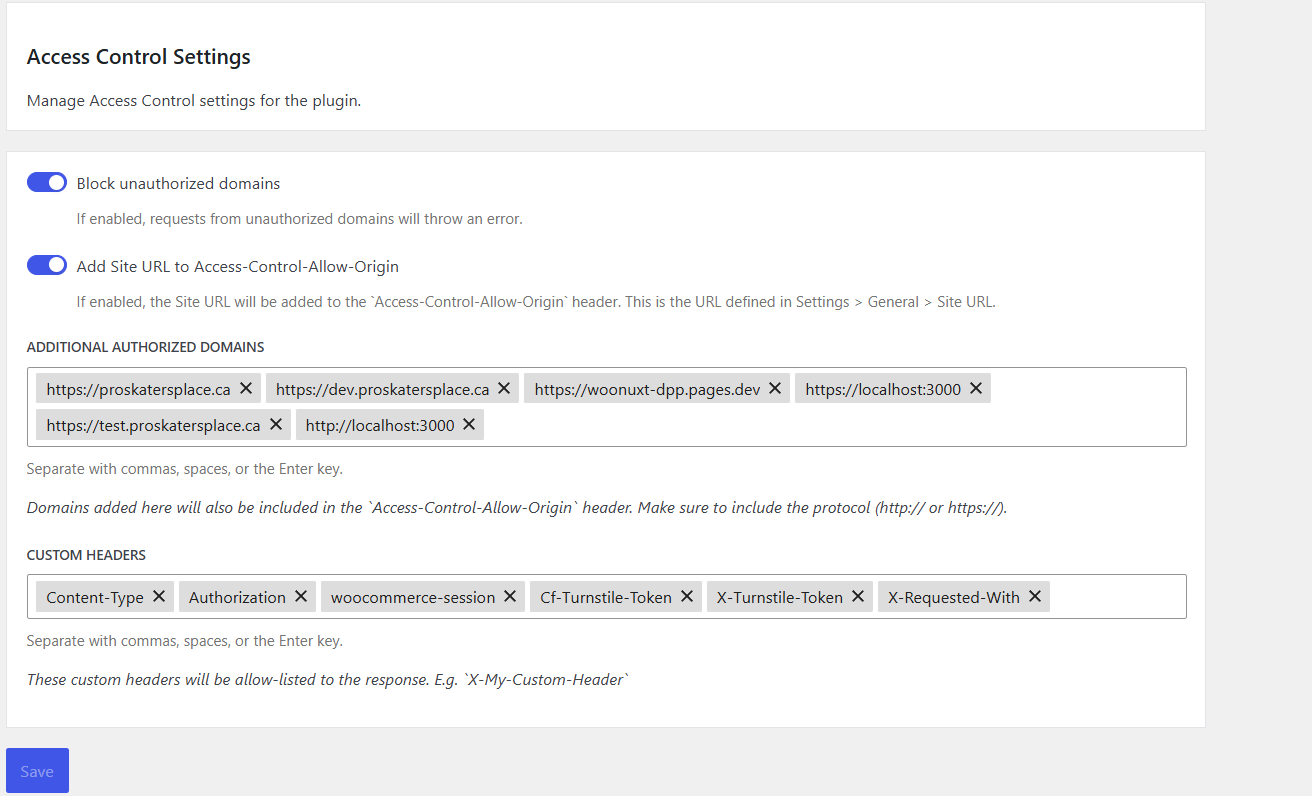 Access Control Settings
Manage Access Control settings for the plugin.
Block unauthorized domains
If enabled, requests from unauthorized domains will throw an error.
Add Site URL to Access-Control-Allow-Origin
If enabled, the Site URL will be added to the `Access-Control-Allow-Origin` header. This is the URL defined in Settings > General > Site URL.
ADDITIONAL AUTHORIZED DOMAINS
https://proskatersplace.ca ✕ https://dev.proskatersplace.ca ✕ https://woonuxt-dpp.pages.dev ✕ https://localhost:3000 ✕
https://test.proskatersplace.ca ✕ http://localhost:3000 ✕
Separate with commas, spaces, or the Enter key.
Domains added here will also be included in the `Access-Control-Allow-Origin` header. Make sure to include the protocol (http:// or https://).
CUSTOM HEADERS
Content-Type ✕ Authorization ✕ woocommerce-session ✕ Cf-Turnstile-Token ✕ X-Turnstile-Token ✕ X-Requested-With ✕
Separate with commas, spaces, or the Enter key.
These custom headers will be allow-listed to the response. E.g. `X-My-Custom-Header`
Save